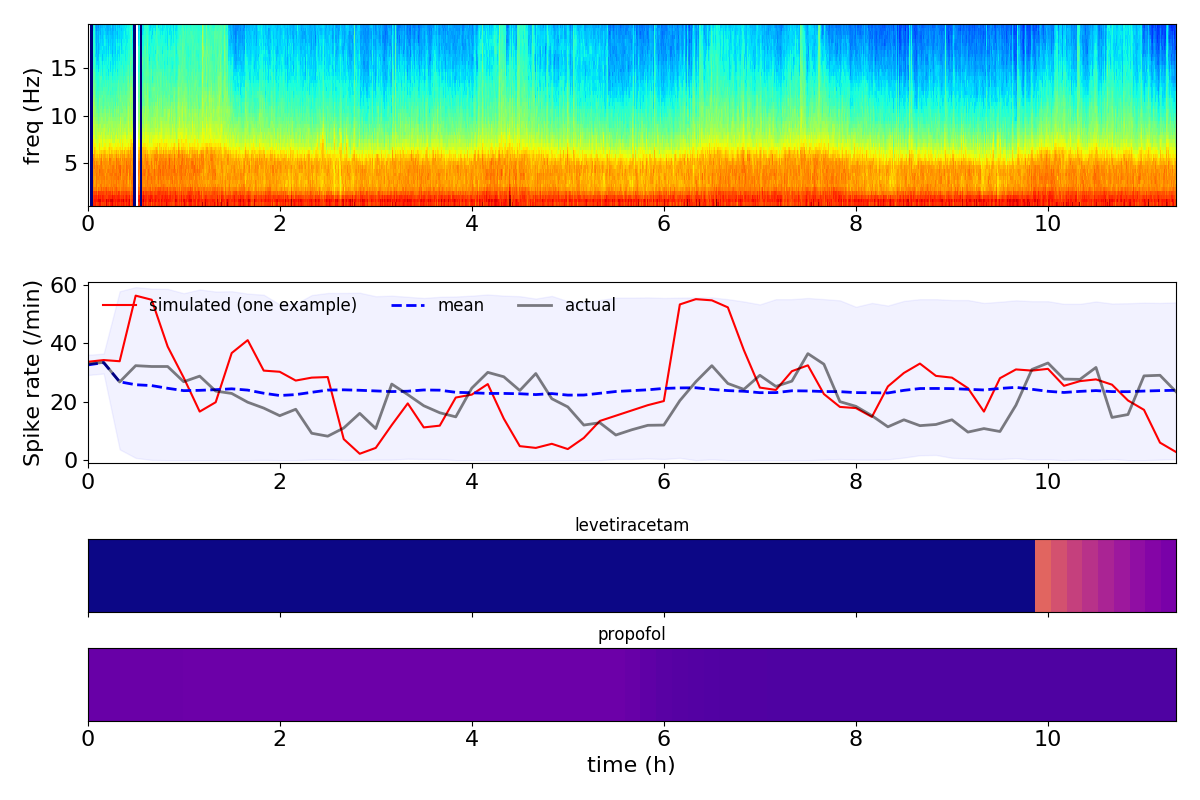 freq (Hz)
15
10
5
0 2 4 6 8 10
Spike rate (/min)
60
40
20
0
simulated (one example) mean actual
0 2 4 6 8 10
levetiracetam
propofol
0 2 4 6 8 10
time (h)